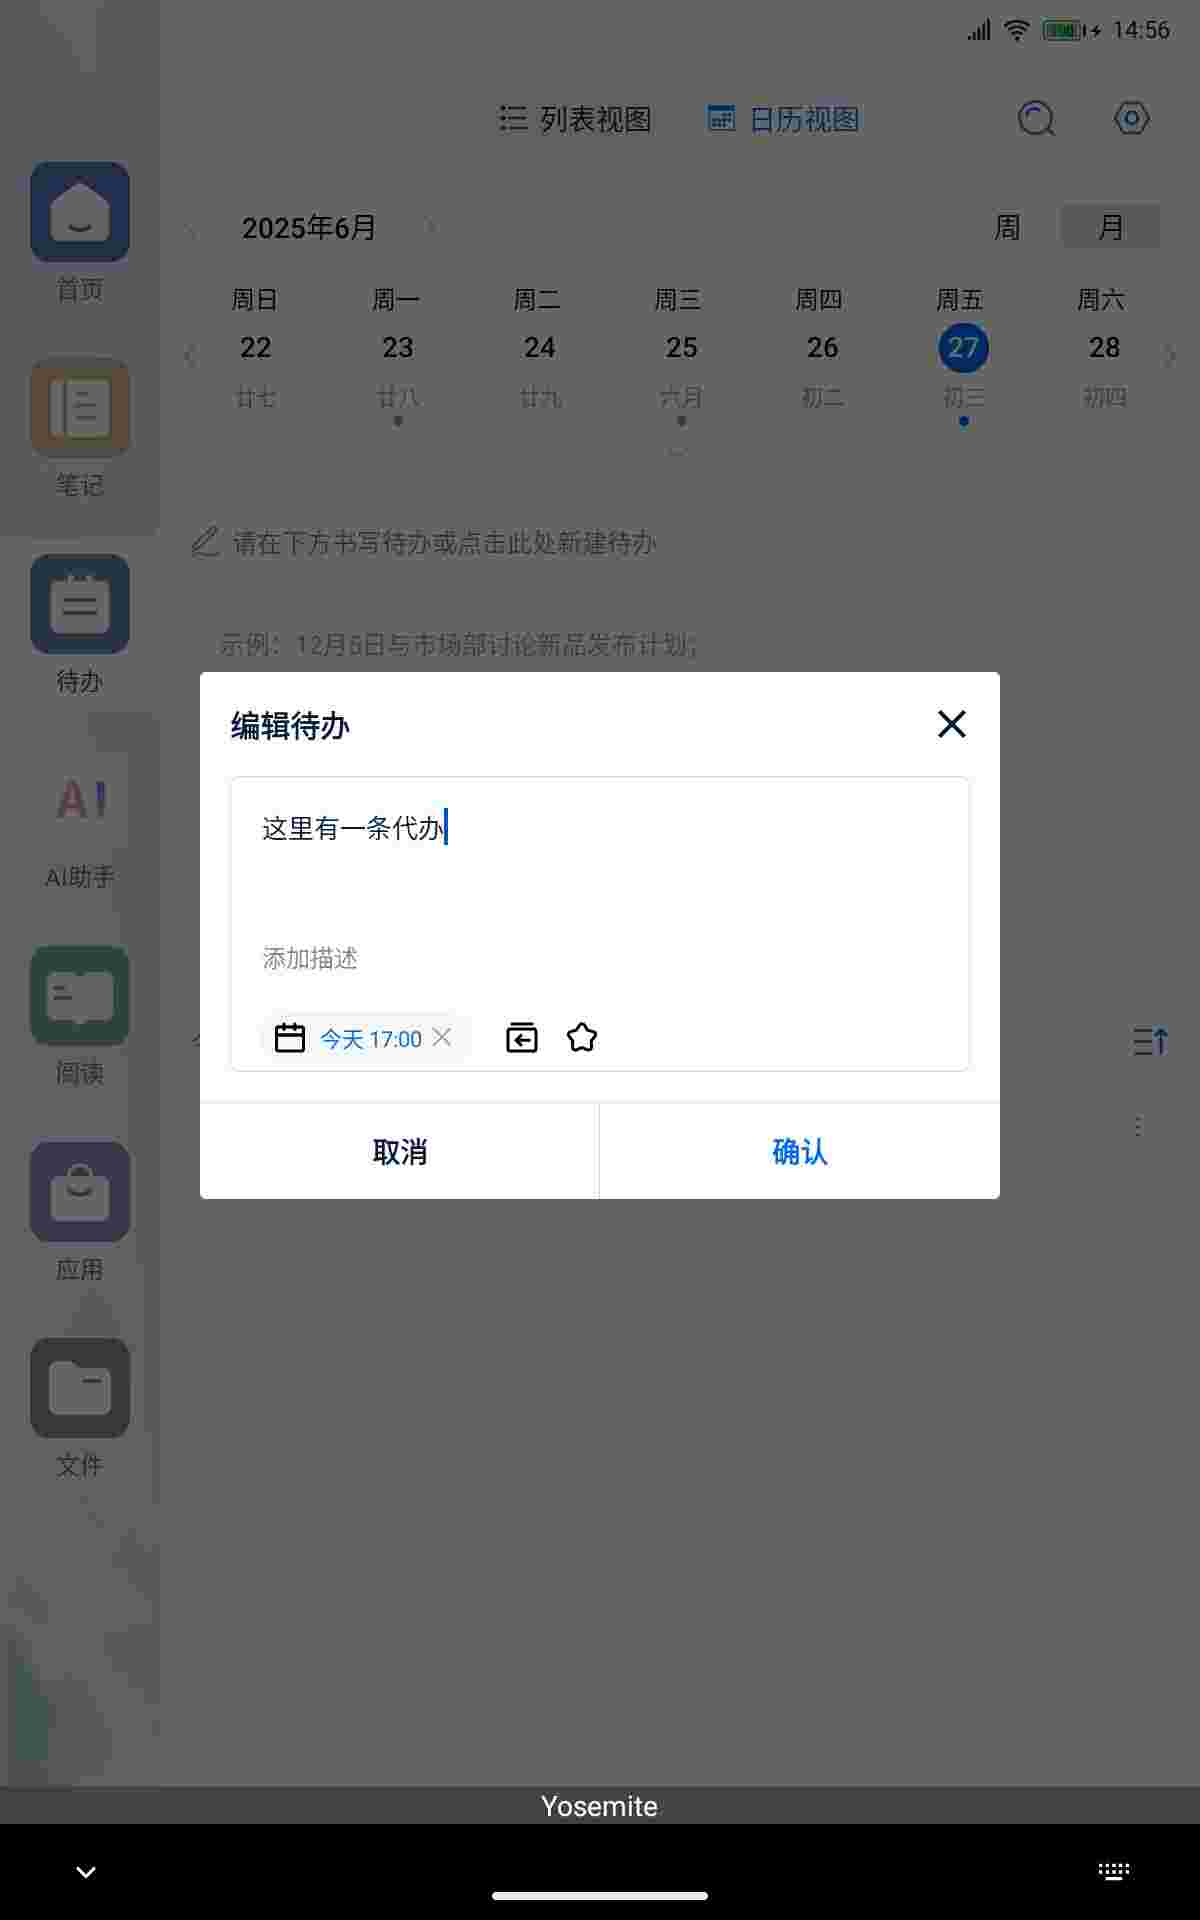 14:56
列表视图 日历视图
2025年6月 周 月
周日 周一 周二 周三 周四 周五 周六
22 23 24 25 26 27 28
廿七 廿八 廿九 六月 初二 初三 初四
请在下方书写待办或点击此处新建待办
示例：12月6日与市场部讨论新品发布计划；
首页
笔记
待办
AI
AI助手
阅读
应用
文件
编辑待办
这里有一条代办
添加描述
今天 17:00
取消 确认
Yosemite